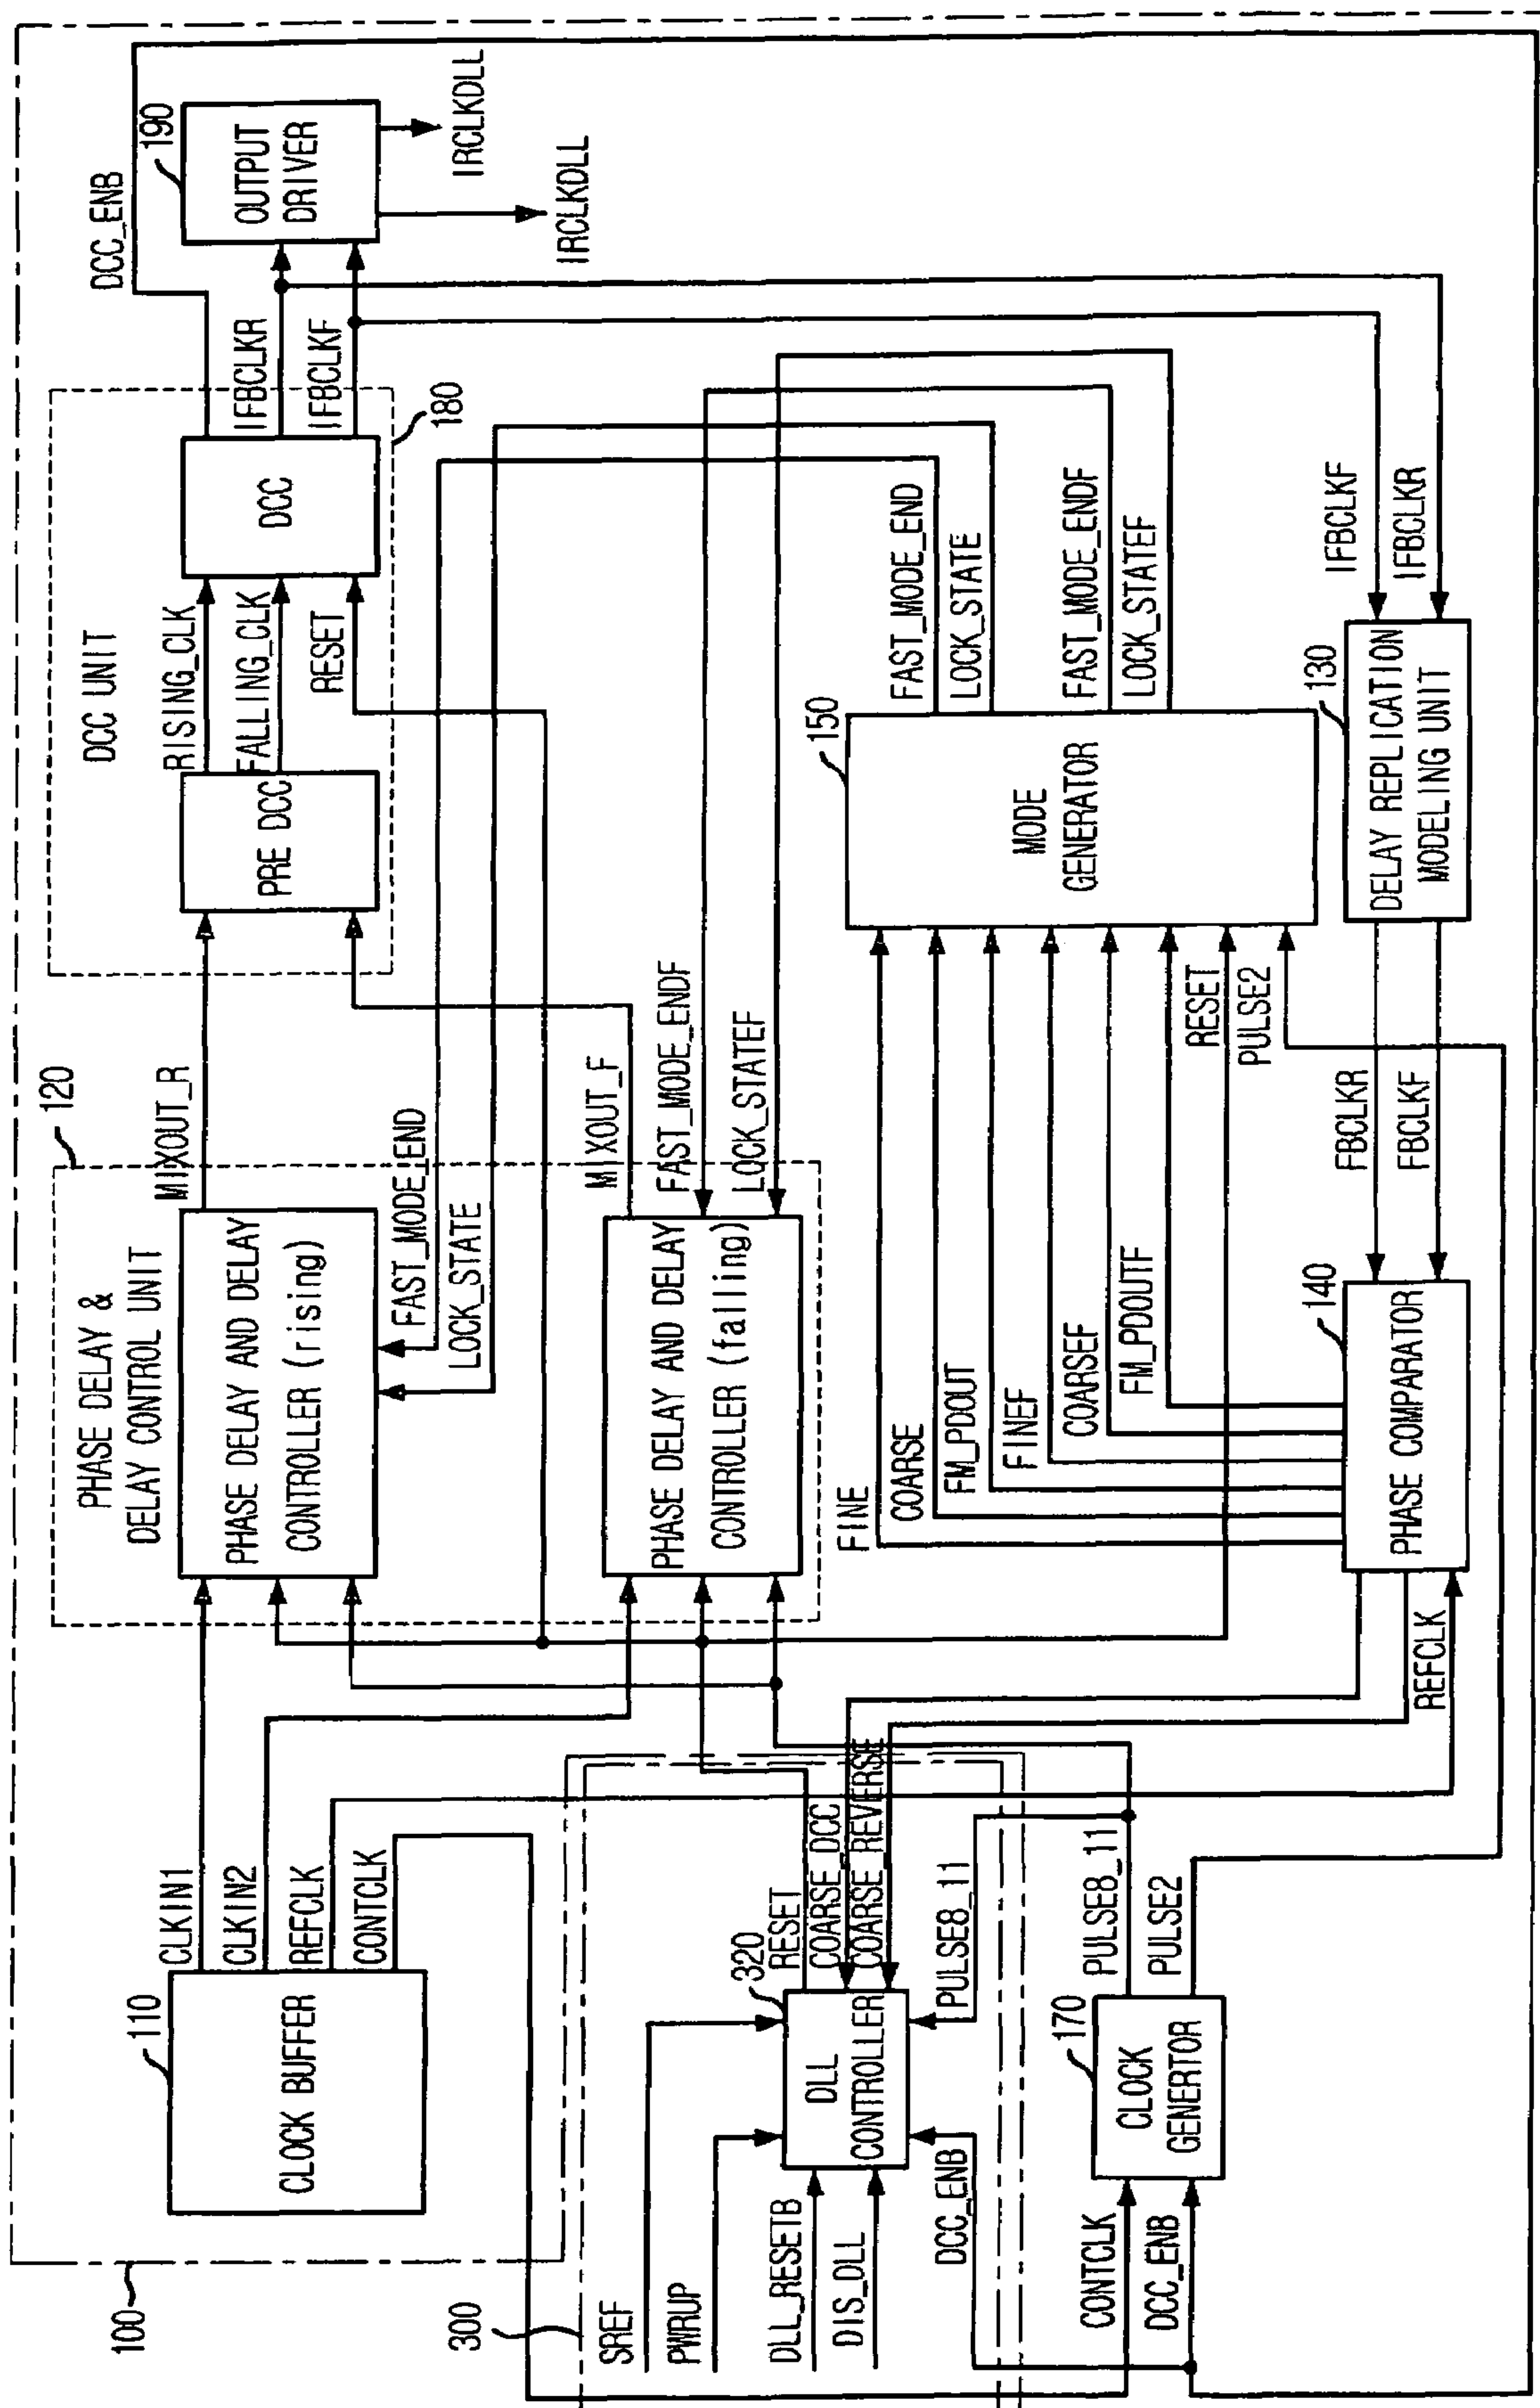 100
110
CLOCK BUFFER
CLKIN1
CLKIN2
REFCLK
CONTCLK
PHASE DELAY &
DELAY CONTROL UNIT
120
PHASE DELAY AND DELAY
CONTROLLER (rising)
MIXOUT_R
FAST_MODE_END
LOCK_STATE
PHASE DELAY AND DELAY
CONTROLLER (falling)
MIXOUT_F
FAST_MODE_ENDF
LOCK_STATEF
DCC UNIT
PRE DCC
RISING_CLK
FALLING_CLK
RESET
DCC
180
DCC_ENB
IFBCLKR
IFBCLKF
190
OUTPUT
DRIVER
IRCLKDLL
IRCLKDLL
300
SREF
PWRUP
DLL_RESETB
DIS_DLL
DCC_ENB
320
DLL
CONTROLLER
RESET
COARSE_DCC
COARSE_REVERSE
PULSE8_11
CONTCLK
DCC_ENB
170
CLOCK
GENERTOR
PULSE8_11
PULSE2
FINE
COARSE
FM_PDOUT
FINEF
COARSEF
FM_PDOUTF
RESET
PULSE2
150
MODE
GENERATOR
FAST_MODE_END
LOCK_STATE
FAST_MODE_ENDF
LOCK_STATEF
REFCLK
140
PHASE COMPARATOR
FBCLKR
FBCLKF
130
DELAY REPLICATION
MODELING UNIT
IFBCLKF
IFBCLKR